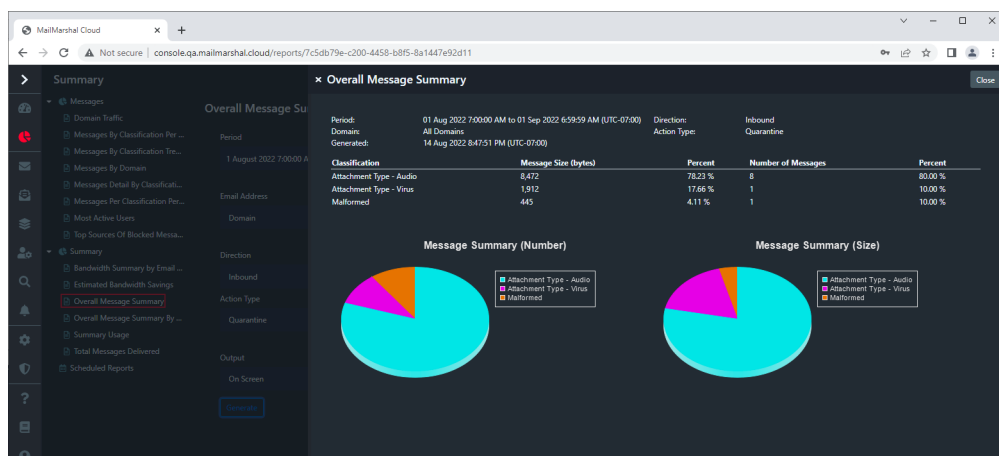 MailMarshal Cloud
Not secure | console.qa.mailmarshal.cloud/reports/7c5db79e-c200-4458-b8f5-8a1447e92d11
Summary
Messages
Domain Traffic
Messages By Classification Per ...
Messages By Classification Tre...
Messages By Domain
Messages Detail By Classificati...
Messages Per Classification Per...
Most Active Users
Top Sources Of Blocked Messa...
Summary
Bandwidth Summary by Email ...
Estimated Bandwidth Savings
Overall Message Summary
Overall Message Summary By ...
Summary Usage
Total Messages Delivered
Scheduled Reports
Overall Message Su
Period
1 August 2022 7:00:00 A
Email Address
Domain
Direction
Inbound
Action Type
Quarantine
Output
On Screen
Generate
× Overall Message Summary
Close
Period: 01 Aug 2022 7:00:00 AM to 01 Sep 2022 6:59:59 AM (UTC-07:00) Direction: Inbound
Domain: All Domains Action Type: Quarantine
Generated: 14 Aug 2022 8:47:51 PM (UTC-07:00)
Classification Message Size (bytes) Percent Number of Messages Percent
Attachment Type - Audio 8,472 78.23 % 8 80.00 %
Attachment Type - Virus 1,912 17.66 % 1 10.00 %
Malformed 445 4.11 % 1 10.00 %
Message Summary (Number)
Attachment Type - Audio
Attachment Type - Virus
Malformed
Message Summary (Size)
Attachment Type - Audio
Attachment Type - Virus
Malformed